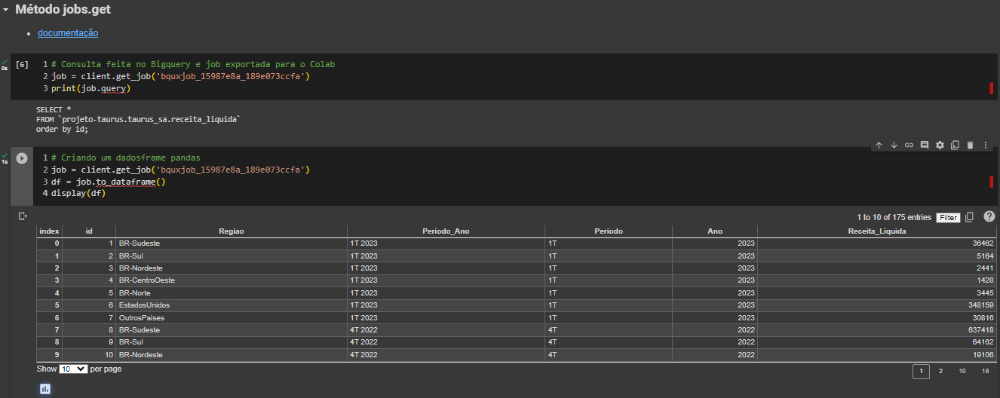 Método jobs.get
documentação
0s
[6]
1 # Consulta feita no Bigquery e job exportada para o Colab
2 job = client.get_job('bquxjob_15987e8a_189e073ccfa')
3 print(job.query)
SELECT *
FROM `projeto-taurus.taurus_sa.receita_liquida`
order by id;
1s
1 # Criando um dadosframe pandas
2 job = client.get_job('bquxjob_15987e8a_189e073ccfa')
3 df = job.to_dataframe()
4 display(df)
1 to 10 of 175 entries Filter
index id Regiao Periodo_Ano Periodo Ano Receita_Liquida
0 1 BR-Sudeste 1T 2023 1T 2023 36462
1 2 BR-Sul 1T 2023 1T 2023 5164
2 3 BR-Nordeste 1T 2023 1T 2023 2441
3 4 BR-CentroOeste 1T 2023 1T 2023 1428
4 5 BR-Norte 1T 2023 1T 2023 3445
5 6 EstadosUnidos 1T 2023 1T 2023 348159
6 7 OutrosPaises 1T 2023 1T 2023 30816
7 8 BR-Sudeste 4T 2022 4T 2022 637418
8 9 BR-Sul 4T 2022 4T 2022 64162
9 10 BR-Nordeste 4T 2022 4T 2022 19106
Show 10 per page
1 2 10 18